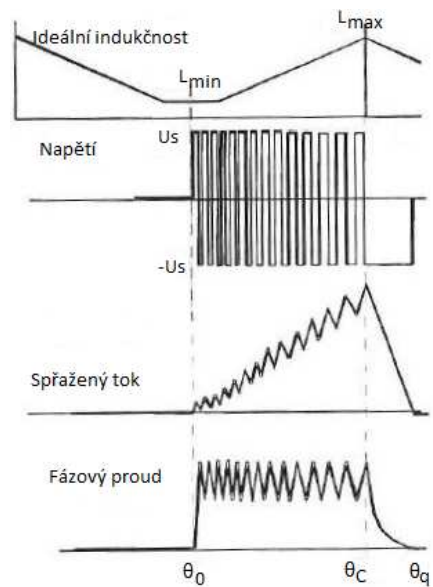 Ideální indukčnost
Lmax
Lmin
Napětí
Us
-Us
Spřažený tok
Fázový proud
θ0
θC
θq